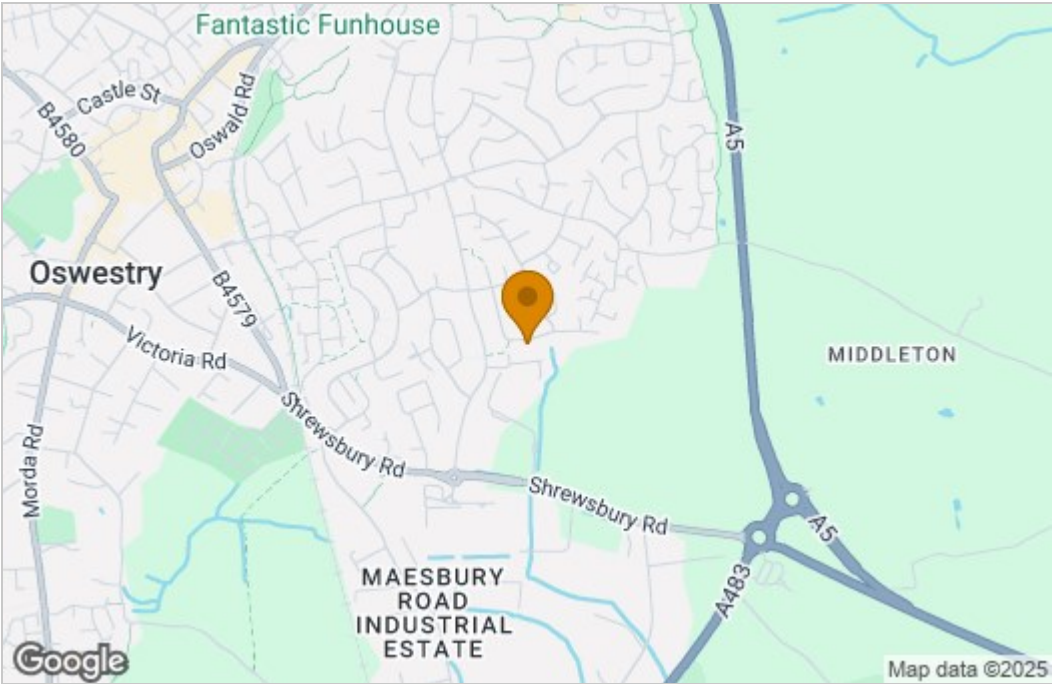 Fantastic Funhouse
Castle St
Oswald Rd
B4580
A5
Oswestry
B4579
Victoria Rd
MIDDLETON
Shrewsbury Rd
Morda Rd
Shrewsbury Rd
A5
A483
MAESBURY
ROAD
INDUSTRIAL
ESTATE
Google
Map data ©2025